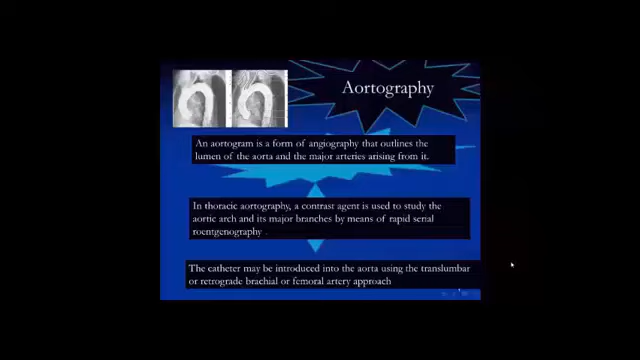 Aortography
An aortogram is a form of angiography that outlines the
lumen of the aorta and the major arteries arising from it.
In thoracic aortography, a contrast agent is used to study the
aortic arch and its major branches by means of rapid serial
roentgenography .
The catheter may be introduced into the aorta using the translumbar
or retrograde brachial or femoral artery approach